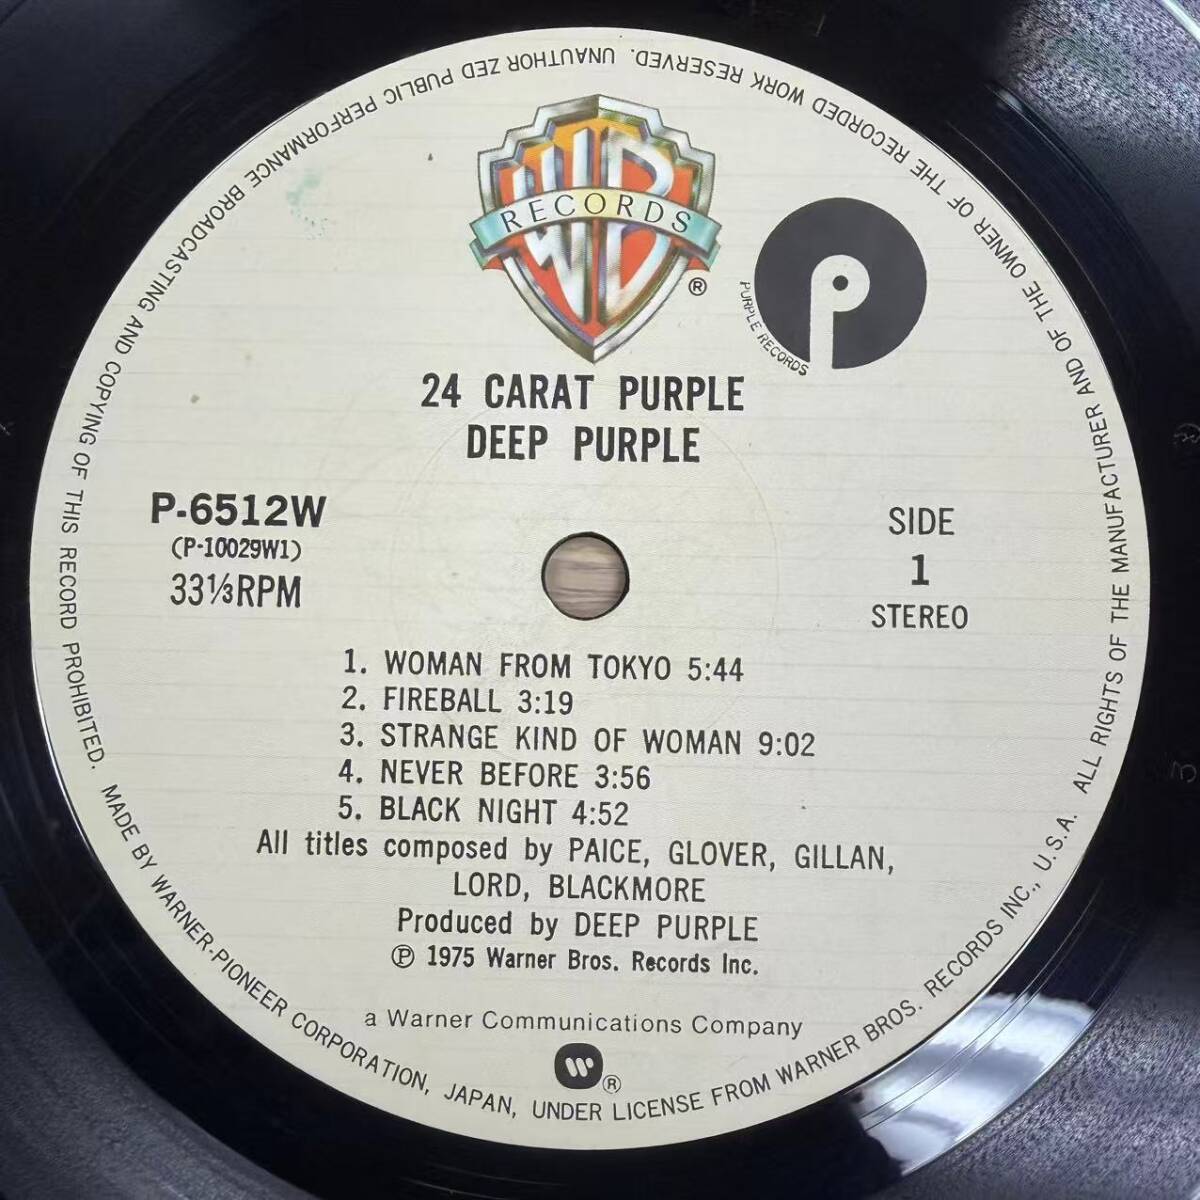 WB
RECORDS
®
P
PURPLE RECORDS
24 CARAT PURPLE
DEEP PURPLE
P-6512W
(P-10029W1)
33⅓RPM
SIDE
1
STEREO
1. WOMAN FROM TOKYO 5:44
2. FIREBALL 3:19
3. STRANGE KIND OF WOMAN 9:02
4. NEVER BEFORE 3:56
5. BLACK NIGHT 4:52
All titles composed by PAICE, GLOVER, GILLAN,
LORD, BLACKMORE
Produced by DEEP PURPLE
Ⓟ 1975 Warner Bros. Records Inc.
a Warner Communications Company
®
MADE BY WARNER-PIONEER CORPORATION, JAPAN, UNDER LICENSE FROM WARNER BROS. RECORDS INC., U.S.A. ALL RIGHTS OF THE MANUFACTURER AND OF THE OWNER OF THE RECORDED WORK RESERVED. UNAUTHOR ZED PUBLIC PERFORMANCE BROADCASTING AND COPYING OF THIS RECORD PROHIBITED.